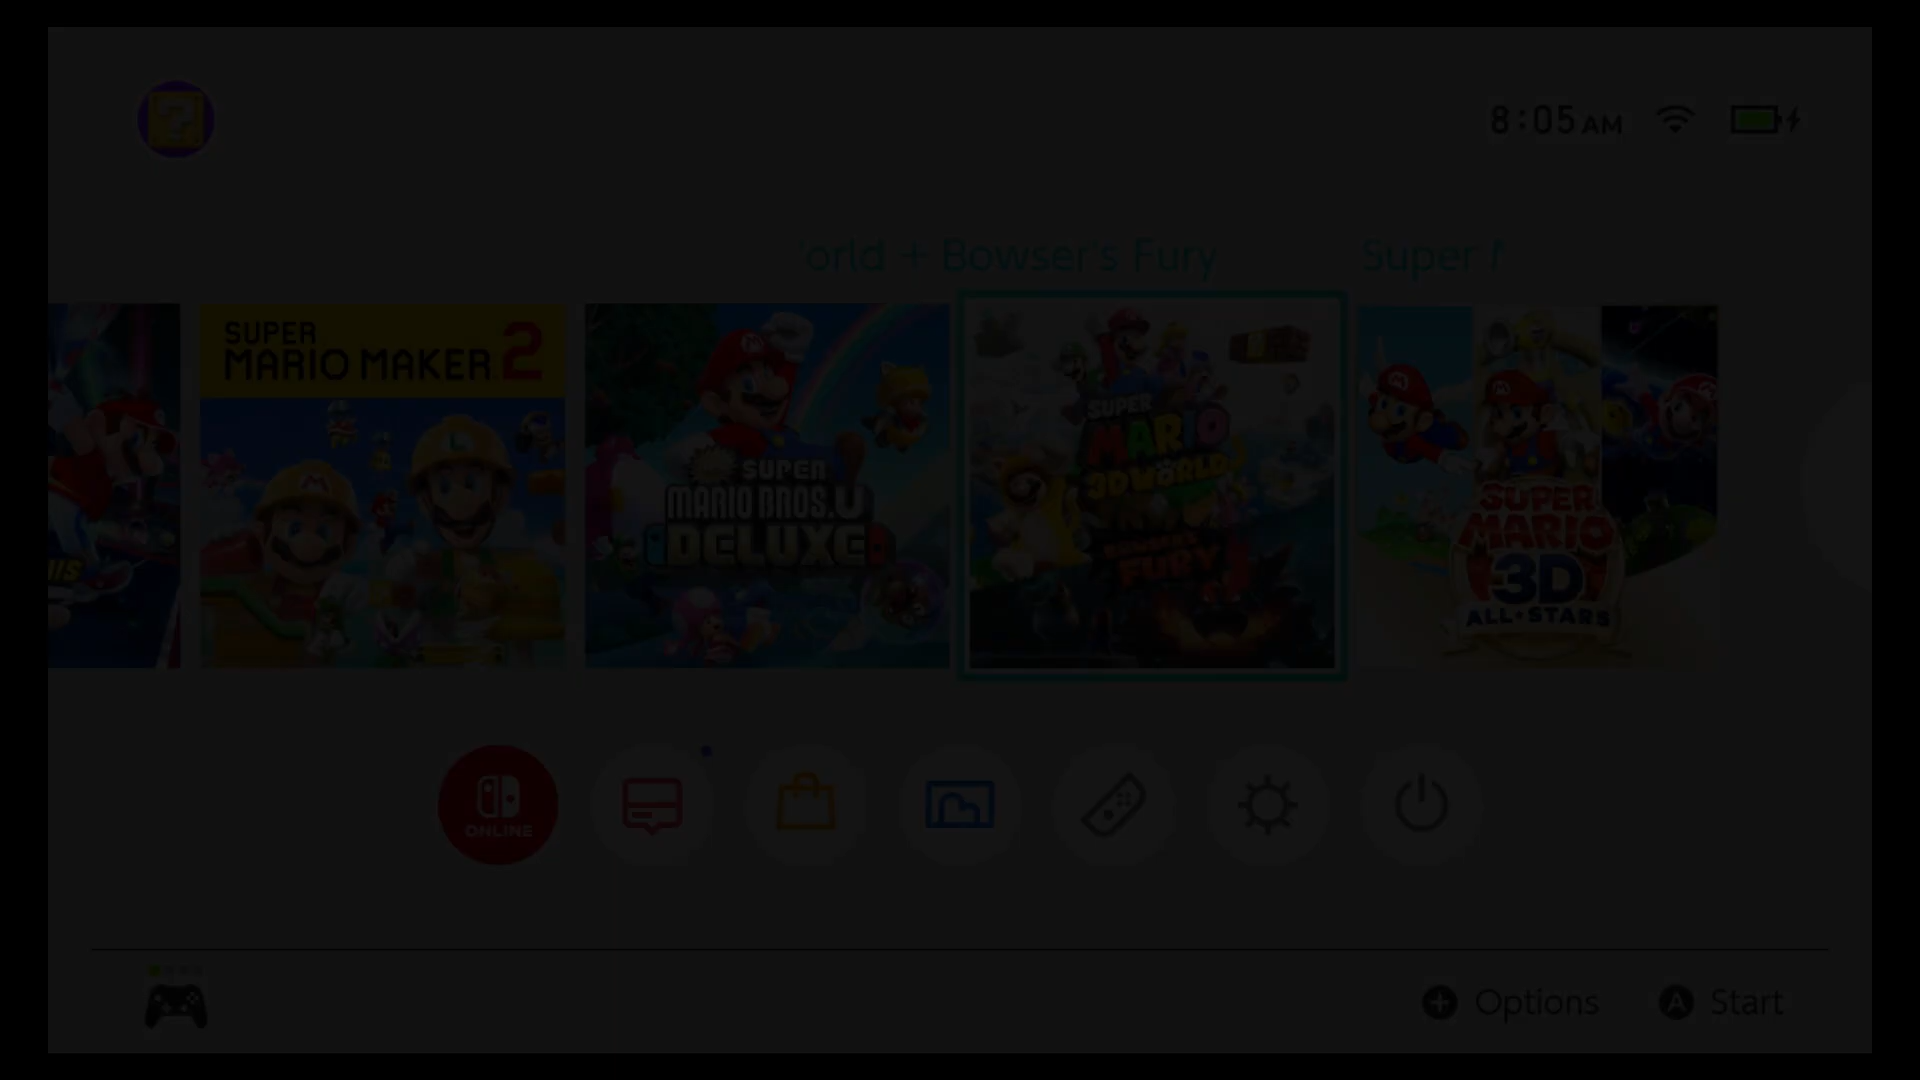 8:05 AM
orld + Bowser's Fury
Super
SUPER
MARIO MAKER 2
SUPER
MARIO BROS. U
DELUXE
SUPER
MARIO
3D WORLD
BOWSER'S
FURY
SUPER
MARIO
3D
ALL★STARS
ONLINE
Options
A Start